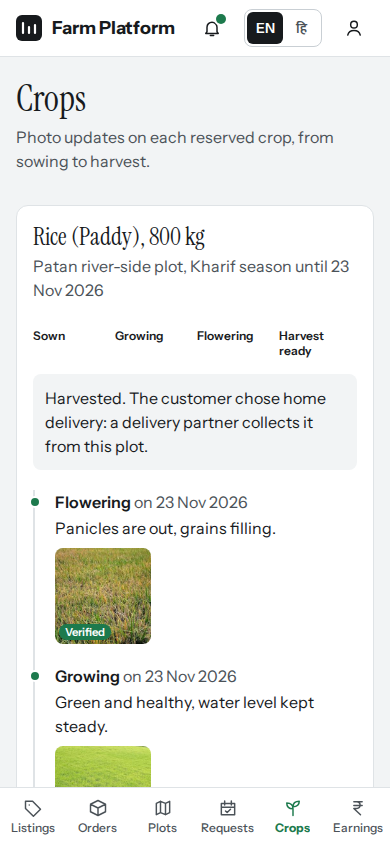 Farm Platform
EN
हि
Crops
Photo updates on each reserved crop, from
sowing to harvest.
Rice (Paddy), 800 kg
Patan river-side plot, Kharif season until 23
Nov 2026
Sown
Growing
Flowering
Harvest
ready
Harvested. The customer chose home
delivery: a delivery partner collects it
from this plot.
Flowering on 23 Nov 2026
Panicles are out, grains filling.
Verified
Growing on 23 Nov 2026
Green and healthy, water level kept
steady.
Listings
Orders
Plots
Requests
Crops
Earnings